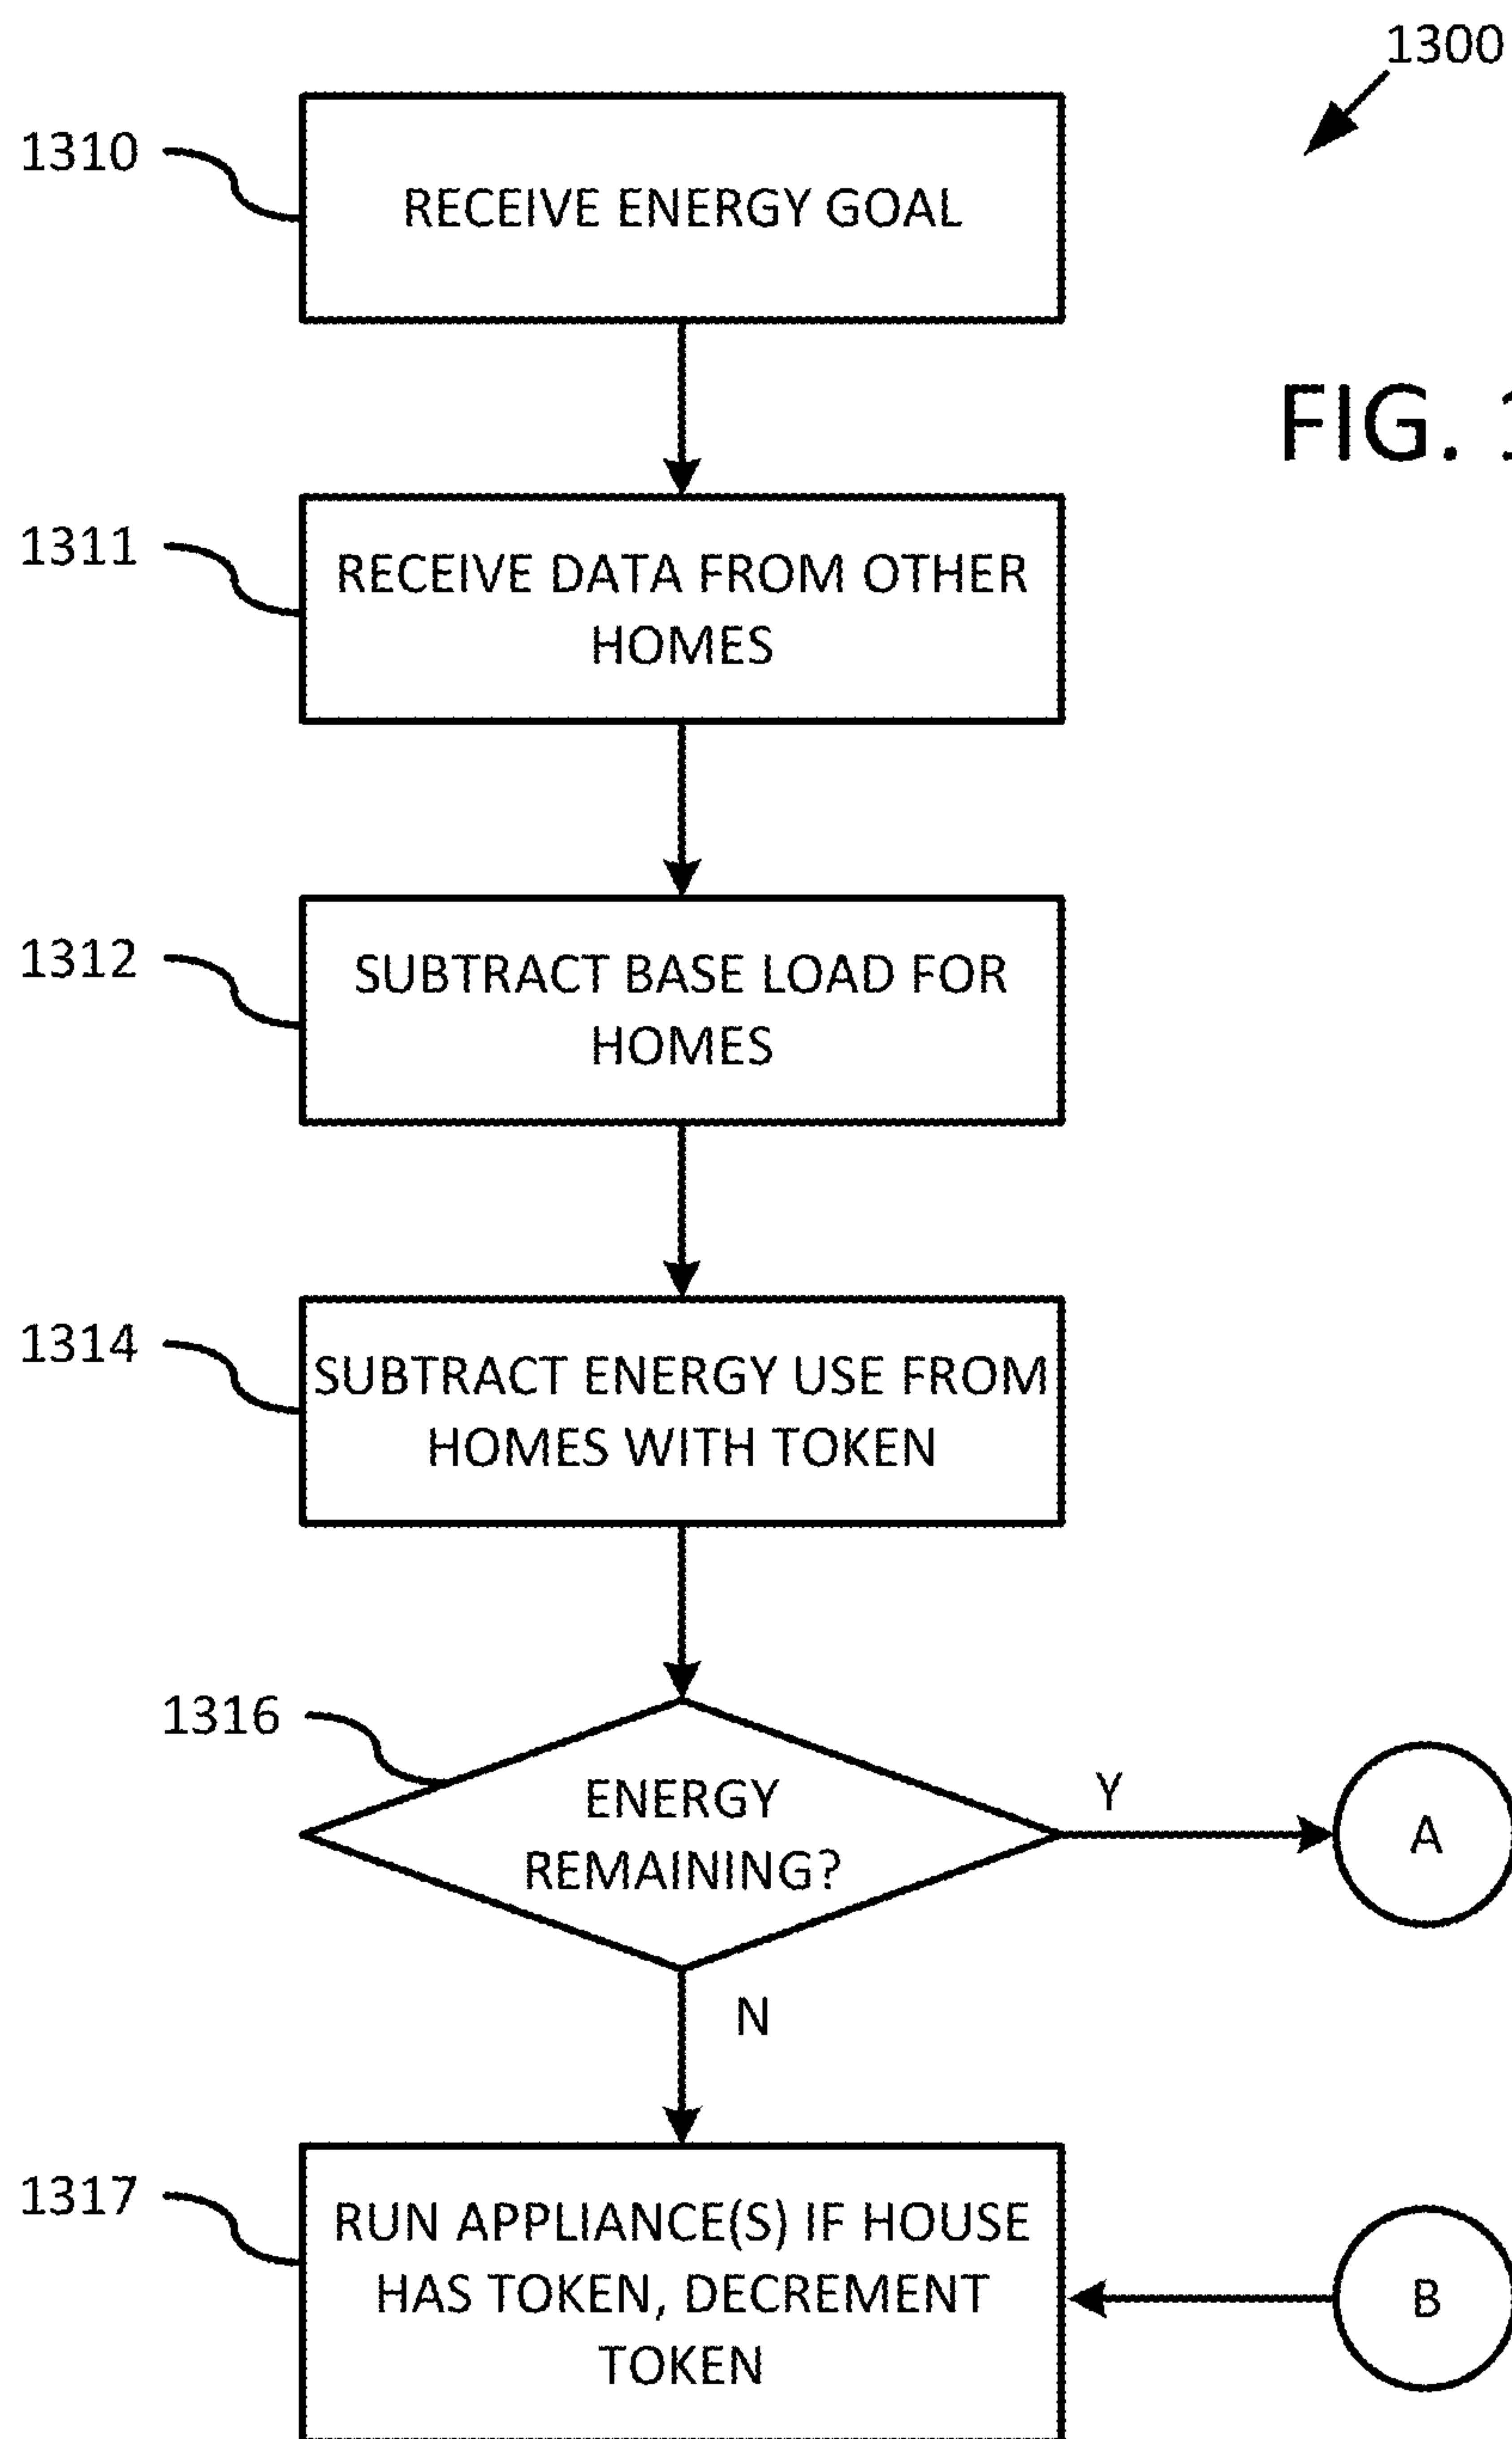 1300
1310
RECEIVE ENERGY GOAL
FIG. 1
1311
RECEIVE DATA FROM OTHER
HOMES
1312
SUBTRACT BASE LOAD FOR
HOMES
1314
SUBTRACT ENERGY USE FROM
HOMES WITH TOKEN
1316
ENERGY
REMAINING?
Y
A
N
1317
RUN APPLIANCE(S) IF HOUSE
HAS TOKEN, DECREMENT
TOKEN
B